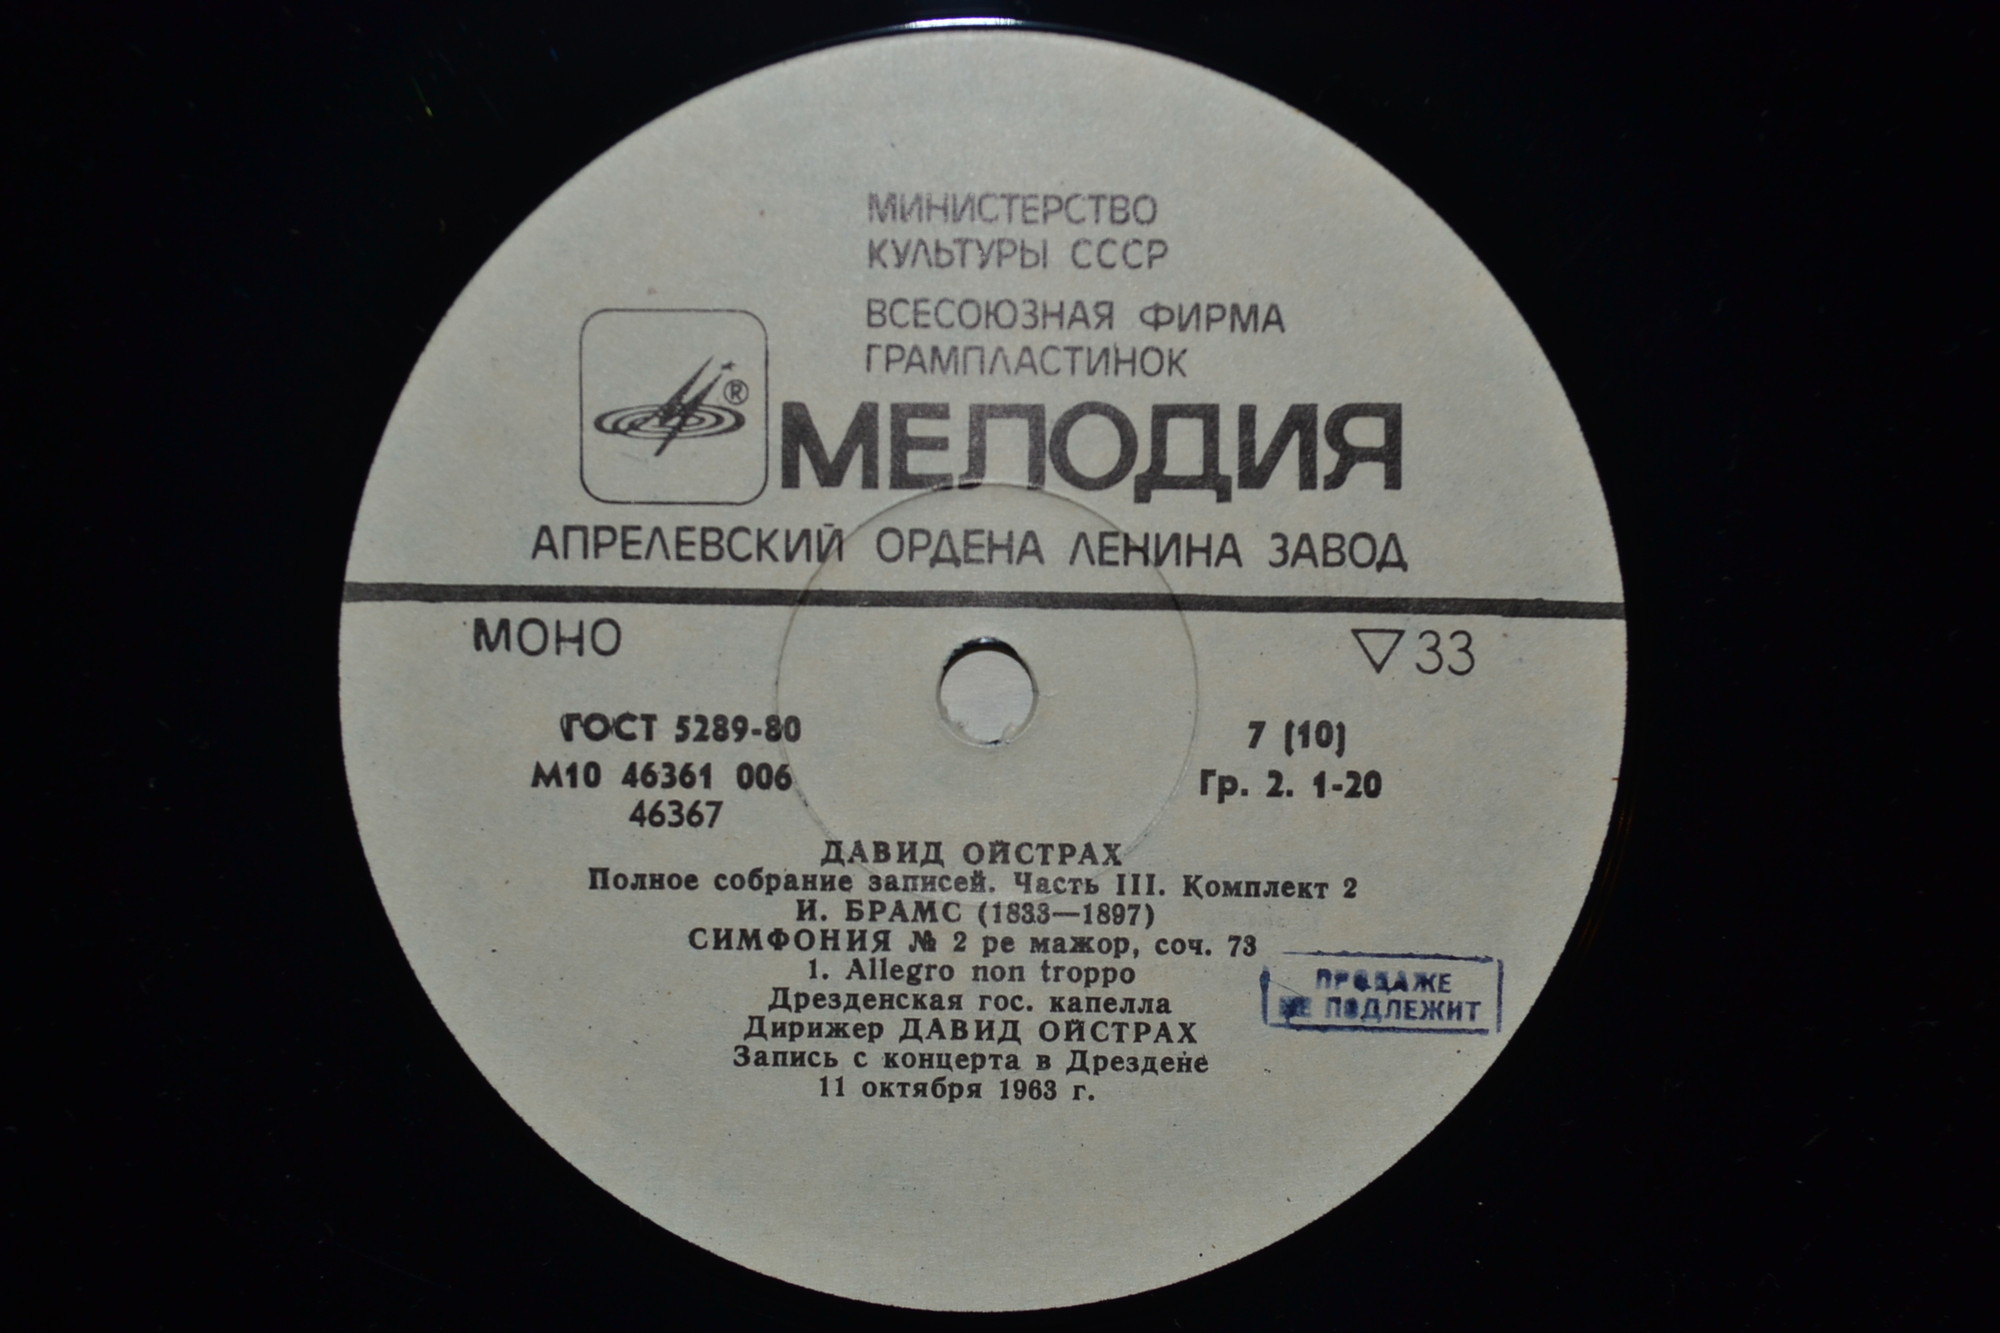 МИНИСТЕРСТВО
КУЛЬТУРЫ СССР
ВСЕСОЮЗНАЯ ФИРМА
ГРАМПЛАСТИНОК
®
МЕЛОДИЯ
АПРЕЛЕВСКИЙ ОРДЕНА ЛЕНИНА ЗАВОД
МОНО
▽33
ГОСТ 5289-80
7 (10)
М10 46361 006
Гр. 2. 1-20
46367
ДАВИД ОЙСТРАХ
Полное собрание записей. Часть III. Комплект 2
И. БРАМС (1833—1897)
СИМФОНИЯ № 2 ре мажор, соч. 73
1. Allegro non troppo
Дрезденская гос. капелла
Дирижер ДАВИД ОЙСТРАХ
Запись с концерта в Дрездене
11 октября 1963 г.
ПРОДАЖЕ
НЕ ПОДЛЕЖИТ